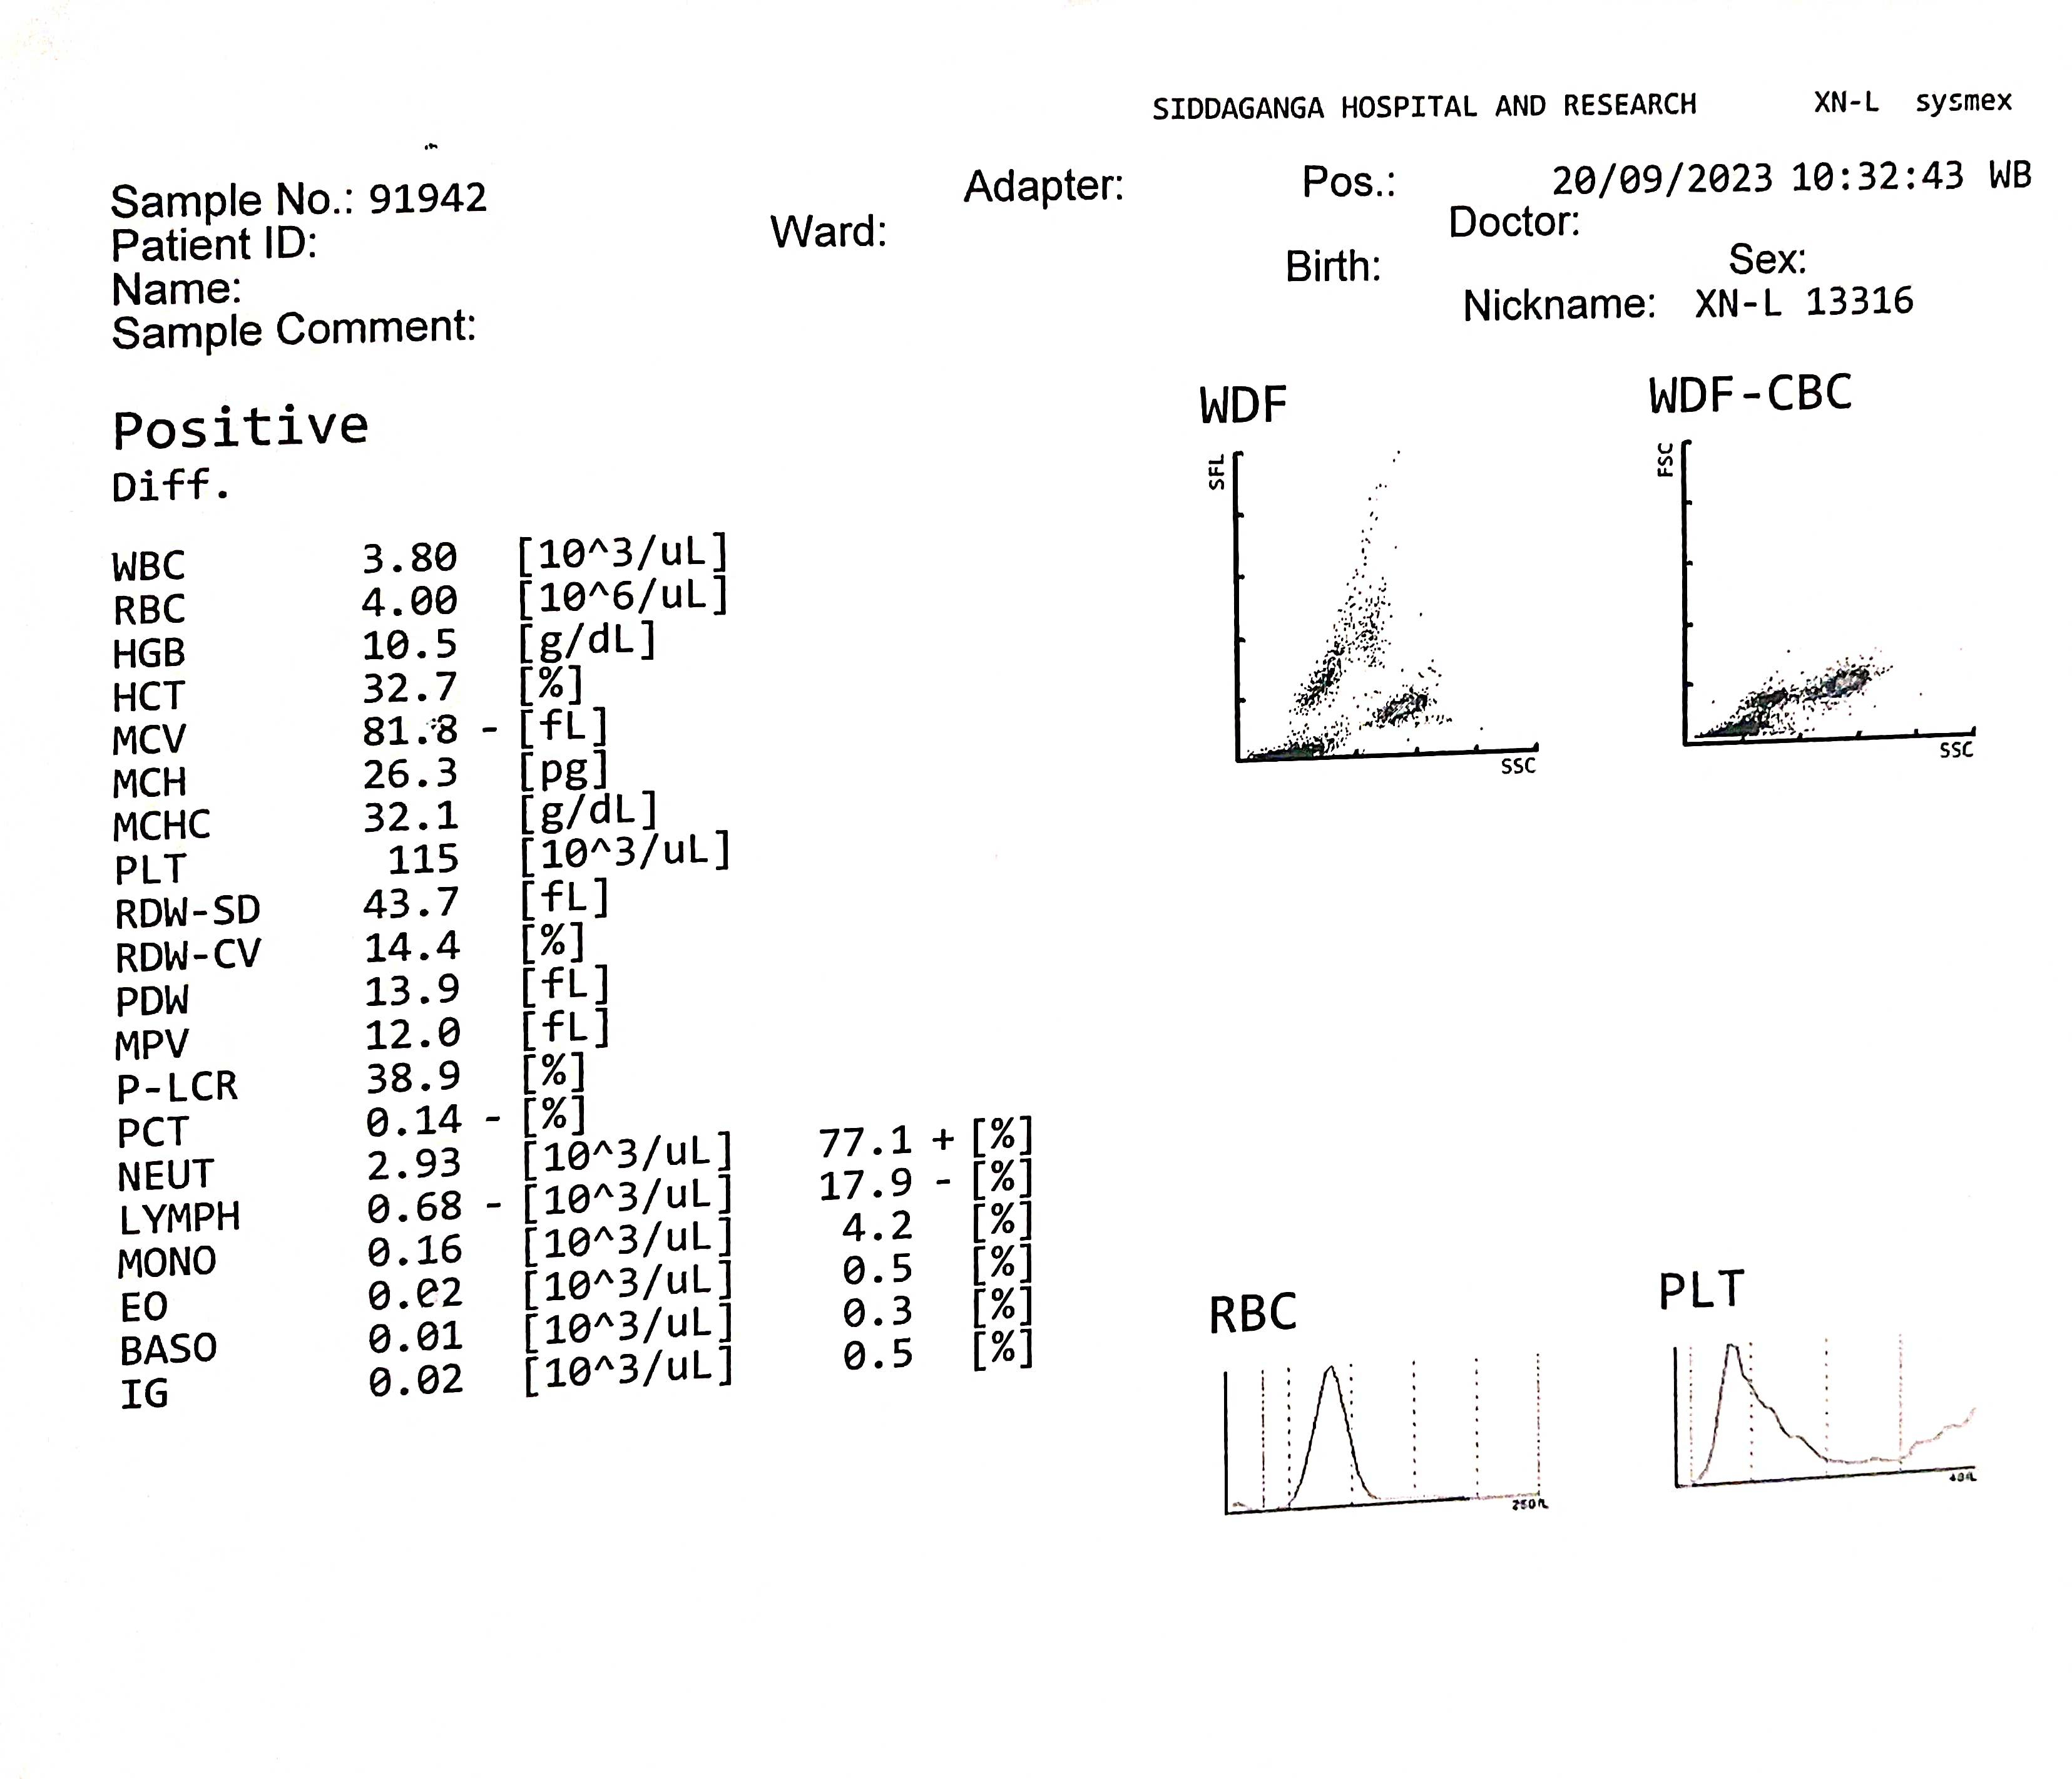 SIDDAGANGA HOSPITAL AND RESEARCH XN-L sysmex
Sample No.: 91942 Adapter: Pos.: 20/09/2023 10:32:43 WB
Patient ID: Ward: Doctor:
Name: Birth: Sex:
Sample Comment: Nickname: XN-L 13316
Positive
Diff.
WDF WDF-CBC
SFL FSC
SSC SSC
WBC 3.80 [10^3/uL]
RBC 4.00 [10^6/uL]
HGB 10.5 [g/dL]
HCT 32.7 [%]
MCV 81.8 - [fL]
MCH 26.3 [pg]
MCHC 32.1 [g/dL]
PLT 115 [10^3/uL]
RDW-SD 43.7 [fL]
RDW-CV 14.4 [%]
PDW 13.9 [fL]
MPV 12.0 [fL]
P-LCR 38.9 [%]
PCT 0.14 - [%]
NEUT 2.93 [10^3/uL] 77.1 + [%]
LYMPH 0.68 - [10^3/uL] 17.9 - [%]
MONO 0.16 [10^3/uL] 4.2 [%]
EO 0.02 [10^3/uL] 0.5 [%]
BASO 0.01 [10^3/uL] 0.3 [%]
IG 0.02 [10^3/uL] 0.5 [%]
RBC PLT
250fL 40fL